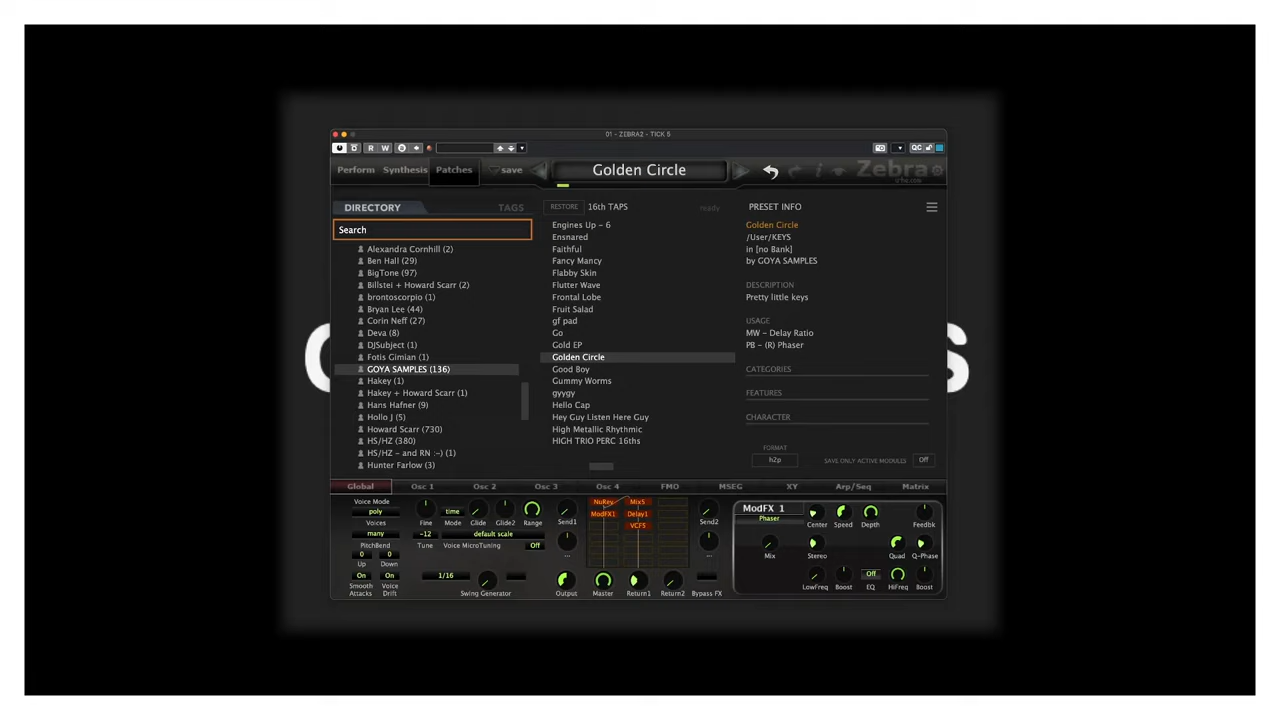 01 - ZEBRA2 - TICK 5
R W
QC
Perform Synthesis Patches save Golden Circle Zebra
u-he.com
DIRECTORY TAGS
Search
Alexandra Cornhill (2)
Ben Hall (29)
BigTone (97)
Billstei + Howard Scarr (2)
brontoscorpio (1)
Bryan Lee (44)
Corin Neff (27)
Deva (8)
DJSubject (1)
Fotis Gimian (1)
GOYA SAMPLES (136)
Hakey (1)
Hakey + Howard Scarr (1)
Hans Hafner (9)
Hollo J (5)
Howard Scarr (730)
HS/HZ (380)
HS/HZ - and RN :-) (1)
Hunter Farlow (3)
RESTORE 16th TAPS ready
Engines Up - 6
Ensnared
Faithful
Fancy Mancy
Flabby Skin
Flutter Wave
Frontal Lobe
Fruit Salad
gf pad
Go
Gold EP
Golden Circle
Good Boy
Gummy Worms
gyygy
Hello Cap
Hey Guy Listen Here Guy
High Metallic Rhythmic
HIGH TRIO PERC 16ths
PRESET INFO
Golden Circle
/User/KEYS
in [no Bank]
by GOYA SAMPLES
DESCRIPTION
Pretty little keys
USAGE
MW - Delay Ratio
PB - (R) Phaser
CATEGORIES
FEATURES
CHARACTER
FORMAT
h2p SAVE ONLY ACTIVE MODULES Off
Global Osc 1 Osc 2 Osc 3 Osc 4 FMO MSEG XY Arp/Seq Matrix
Voice Mode
poly
Voices
many
PitchBend
0 0
Up Down
On On
Smooth Voice
Attacks Drift
time
Fine Mode Glide Glide2 Range
-12 default scale
Tune Voice MicroTuning Off
1/16
Swing Generator
Send1
...
Output
NuRey Mix5
ModFX1 Delay1
VCF5
Master Return1 Return2 Bypass FX
Send2
...
ModFX 1
Phaser
Center Speed Depth Feedbk
Mix Stereo Quad Q-Phase
Off
LowFreq Boost EQ HiFreq Boost
S